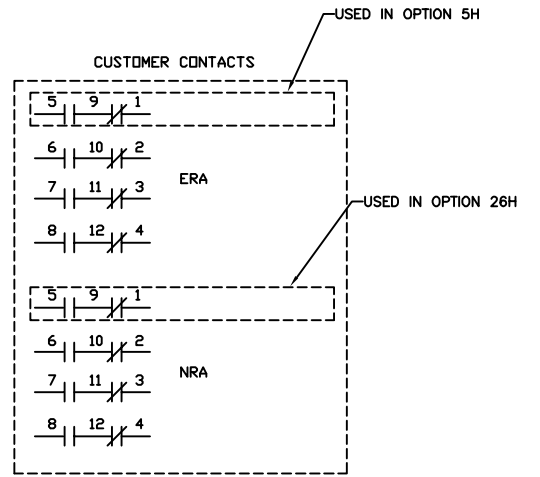 USED IN OPTION 5H
CUSTOMER CONTACTS
5 9 1
6 10 2
ERA
7 11 3
8 12 4
USED IN OPTION 26H
5 9 1
6 10 2
NRA
7 11 3
8 12 4